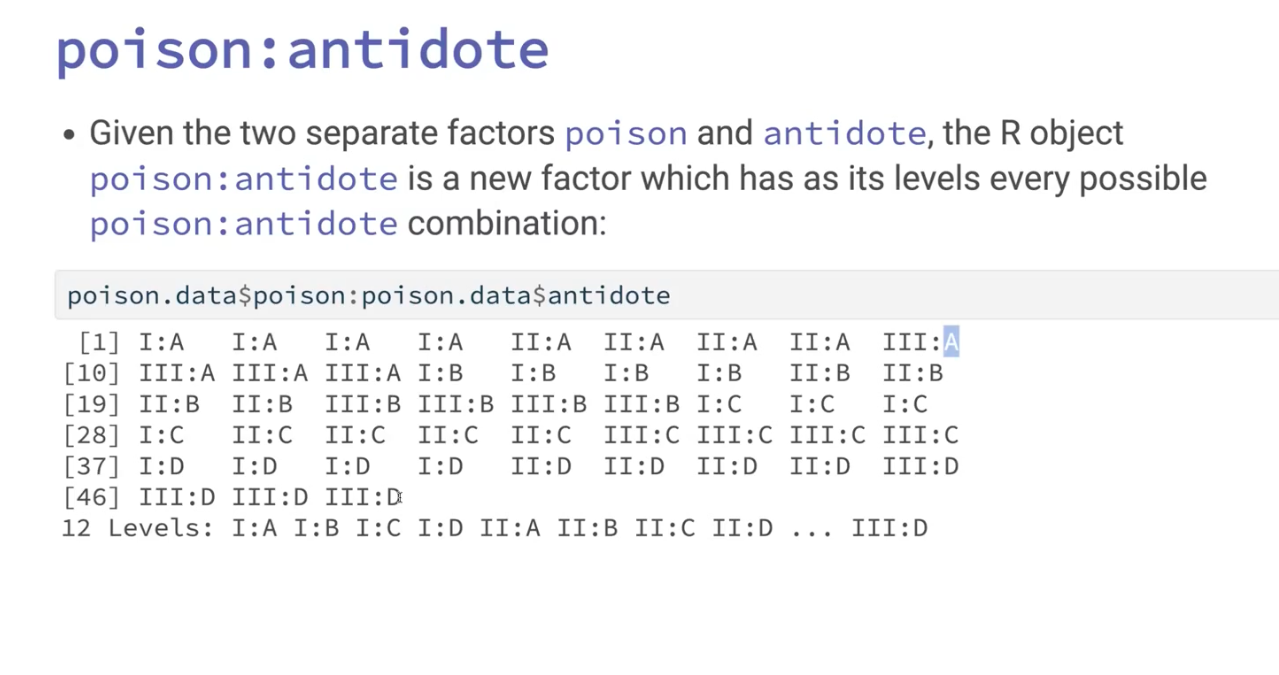 poison:antidote
• Given the two separate factors poison and antidote, the R object
poison:antidote is a new factor which has as its levels every possible
poison:antidote combination:
poison.data$poison:poison.data$antidote
[1] I:A I:A I:A I:A II:A II:A II:A II:A III:A
[10] III:A III:A III:A I:B I:B I:B I:B II:B II:B
[19] II:B II:B III:B III:B III:B III:B I:C I:C I:C
[28] I:C II:C II:C II:C II:C III:C III:C III:C III:C
[37] I:D I:D I:D I:D II:D II:D II:D II:D III:D
[46] III:D III:D III:D
12 Levels: I:A I:B I:C I:D II:A II:B II:C II:D ... III:D